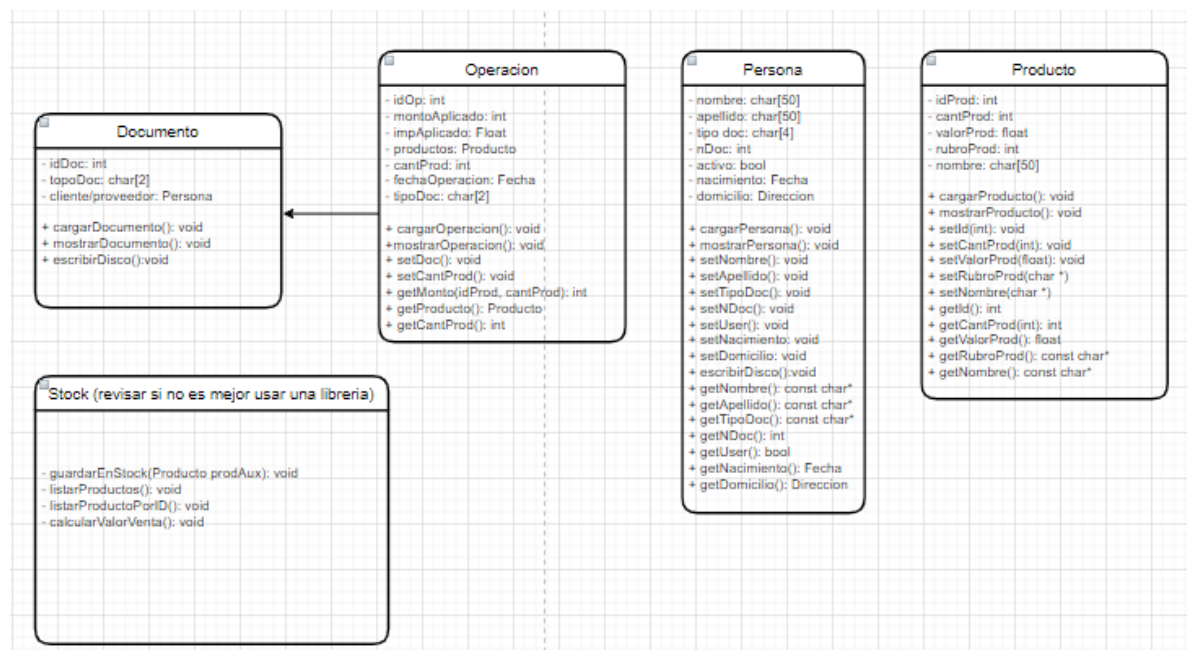 Documento
- idDoc: int
- topoDoc: char[2]
- cliente/proveedor: Persona
+ cargarDocumento(): void
+ mostrarDocumento(): void
+ escribirDisco():void
Operacion
- idOp: int
- montoAplicado: int
- impAplicado: Float
- productos: Producto
- cantProd: int
- fechaOperacion: Fecha
- tipoDoc: char[2]
+ cargarOperacion(): void
+mostrarOperacion(): void
+ setDoc(): void
+ setCantProd(): void
+ getMonto(idProd, cantProd): int
+ getProducto(): Producto
+ getCantProd(): int
Persona
- nombre: char[50]
- apellido: char[50]
- tipo doc: char[4]
- nDoc: int
- activo: bool
- nacimiento: Fecha
- domicilio: Direccion
+ cargarPersona(): void
+ mostrarPersona(): void
+ setNombre(): void
+ setApellido(): void
+ setTipoDoc(): void
+ setNDoc(): void
+ setUser(): void
+ setNacimiento: void
+ setDomicilio: void
+ escribirDisco():void
+ getNombre(): const char*
+ getApellido(): const char*
+ getTipoDoc(): const char*
+ getNDoc(): int
+ getUser(): bool
+ getNacimiento(): Fecha
+ getDomicilio(): Direccion
Producto
- idProd: int
- cantProd: int
- valorProd: float
- rubroProd: int
- nombre: char[50]
+ cargarProducto(): void
+ mostrarProducto(): void
+ setId(int): void
+ setCantProd(int): void
+ setValorProd(float): void
+ setRubroProd(char *)
+ setNombre(char *)
+ getId(): int
+ getCantProd(int): int
+ getValorProd(): float
+ getRubroProd(): const char*
+ getNombre(): const char*
Stock (revisar si no es mejor usar una libreria)
- guardarEnStock(Producto prodAux): void
- listarProductos(): void
- listarProductoPorID(): void
- calcularValorVenta(): void